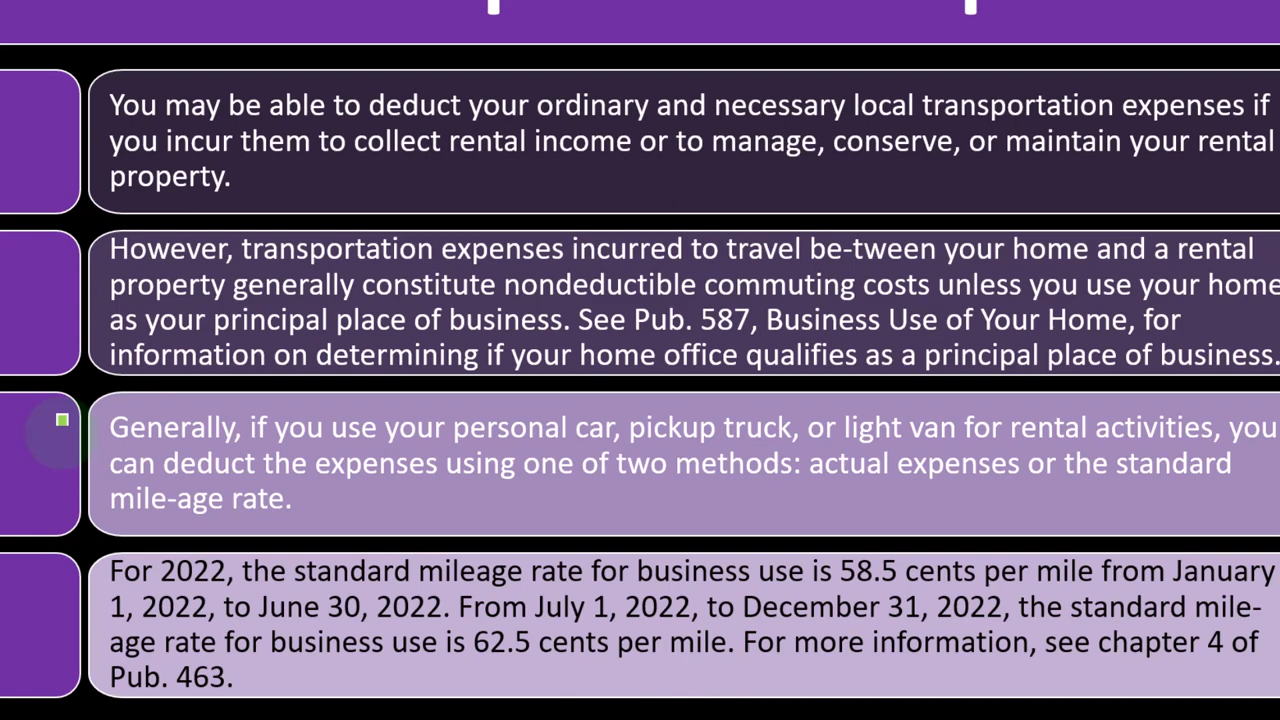 You may be able to deduct your ordinary and necessary local transportation expenses if
you incur them to collect rental income or to manage, conserve, or maintain your rental
property.
However, transportation expenses incurred to travel be-tween your home and a rental
property generally constitute nondeductible commuting costs unless you use your home
as your principal place of business. See Pub. 587, Business Use of Your Home, for
information on determining if your home office qualifies as a principal place of business.
Generally, if you use your personal car, pickup truck, or light van for rental activities, you
can deduct the expenses using one of two methods: actual expenses or the standard
mile-age rate.
For 2022, the standard mileage rate for business use is 58.5 cents per mile from January
1, 2022, to June 30, 2022. From July 1, 2022, to December 31, 2022, the standard mile-
age rate for business use is 62.5 cents per mile. For more information, see chapter 4 of
Pub. 463.